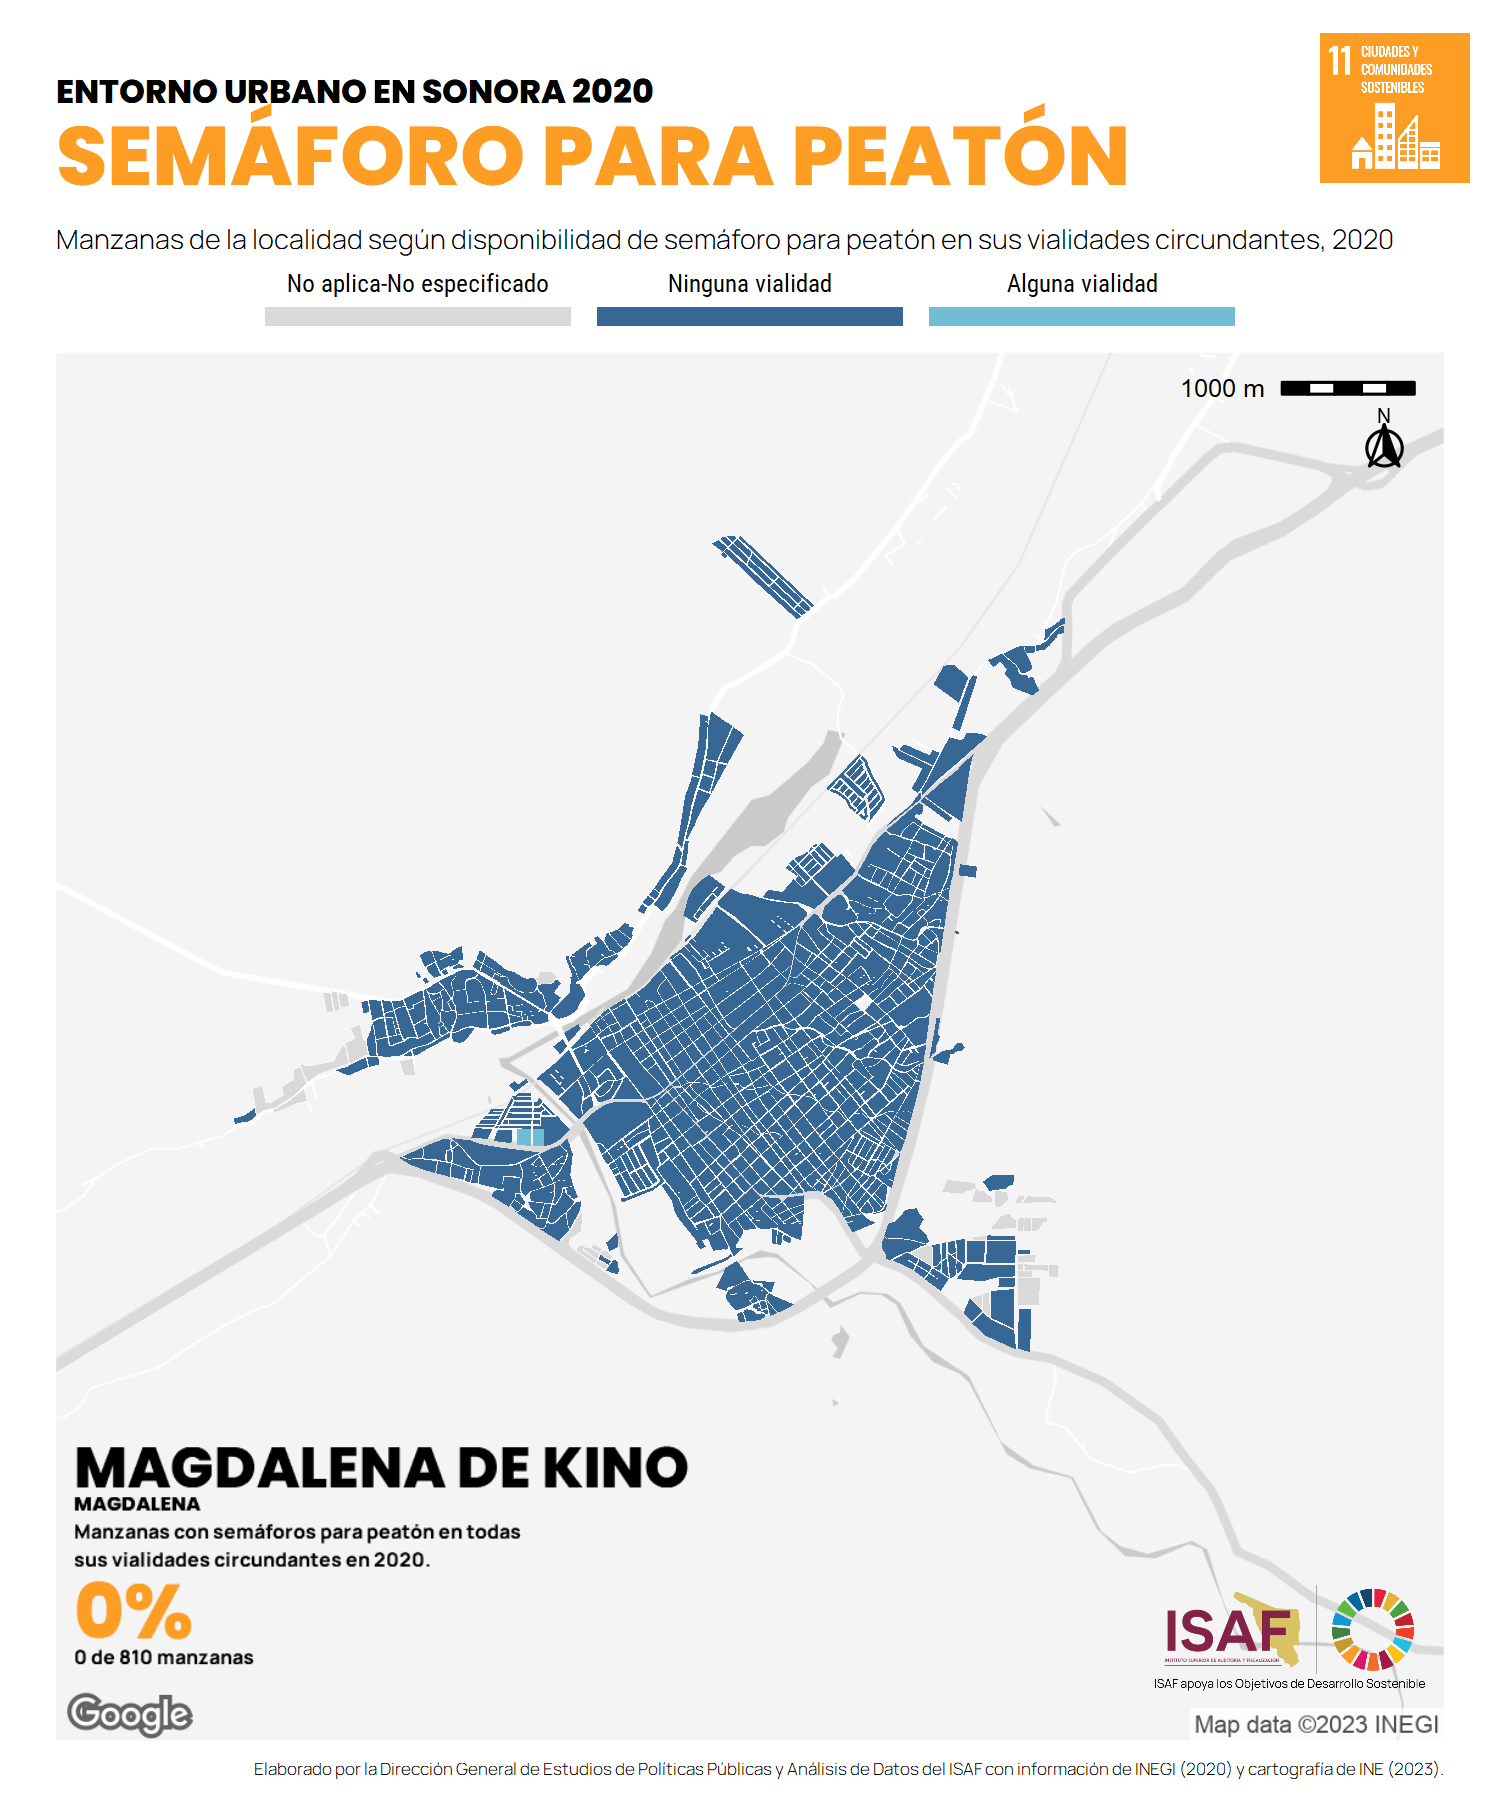 ENTORNO URBANO EN SONORA 2020
SEMÁFORO PARA PEATÓN
11 CIUDADES Y
COMUNIDADES
SOSTENIBLES
Manzanas de la localidad según disponibilidad de semáforo para peatón en sus vialidades circundantes, 2020
No aplica-No especificado
Ninguna vialidad
Alguna vialidad
1000 m
N
MAGDALENA DE KINO
MAGDALENA
Manzanas con semáforos para peatón en todas
sus vialidades circundantes en 2020.
0%
0 de 810 manzanas
ISAF
INSTITUTO SUPERIOR DE AUDITORÍA Y FISCALIZACIÓN
ISAF apoya los Objetivos de Desarrollo Sostenible
Google
Map data ©2023 INEGI
Elaborado por la Dirección General de Estudios de Políticas Públicas y Análisis de Datos del ISAF con información de INEGI (2020) y cartografía de INE (2023).